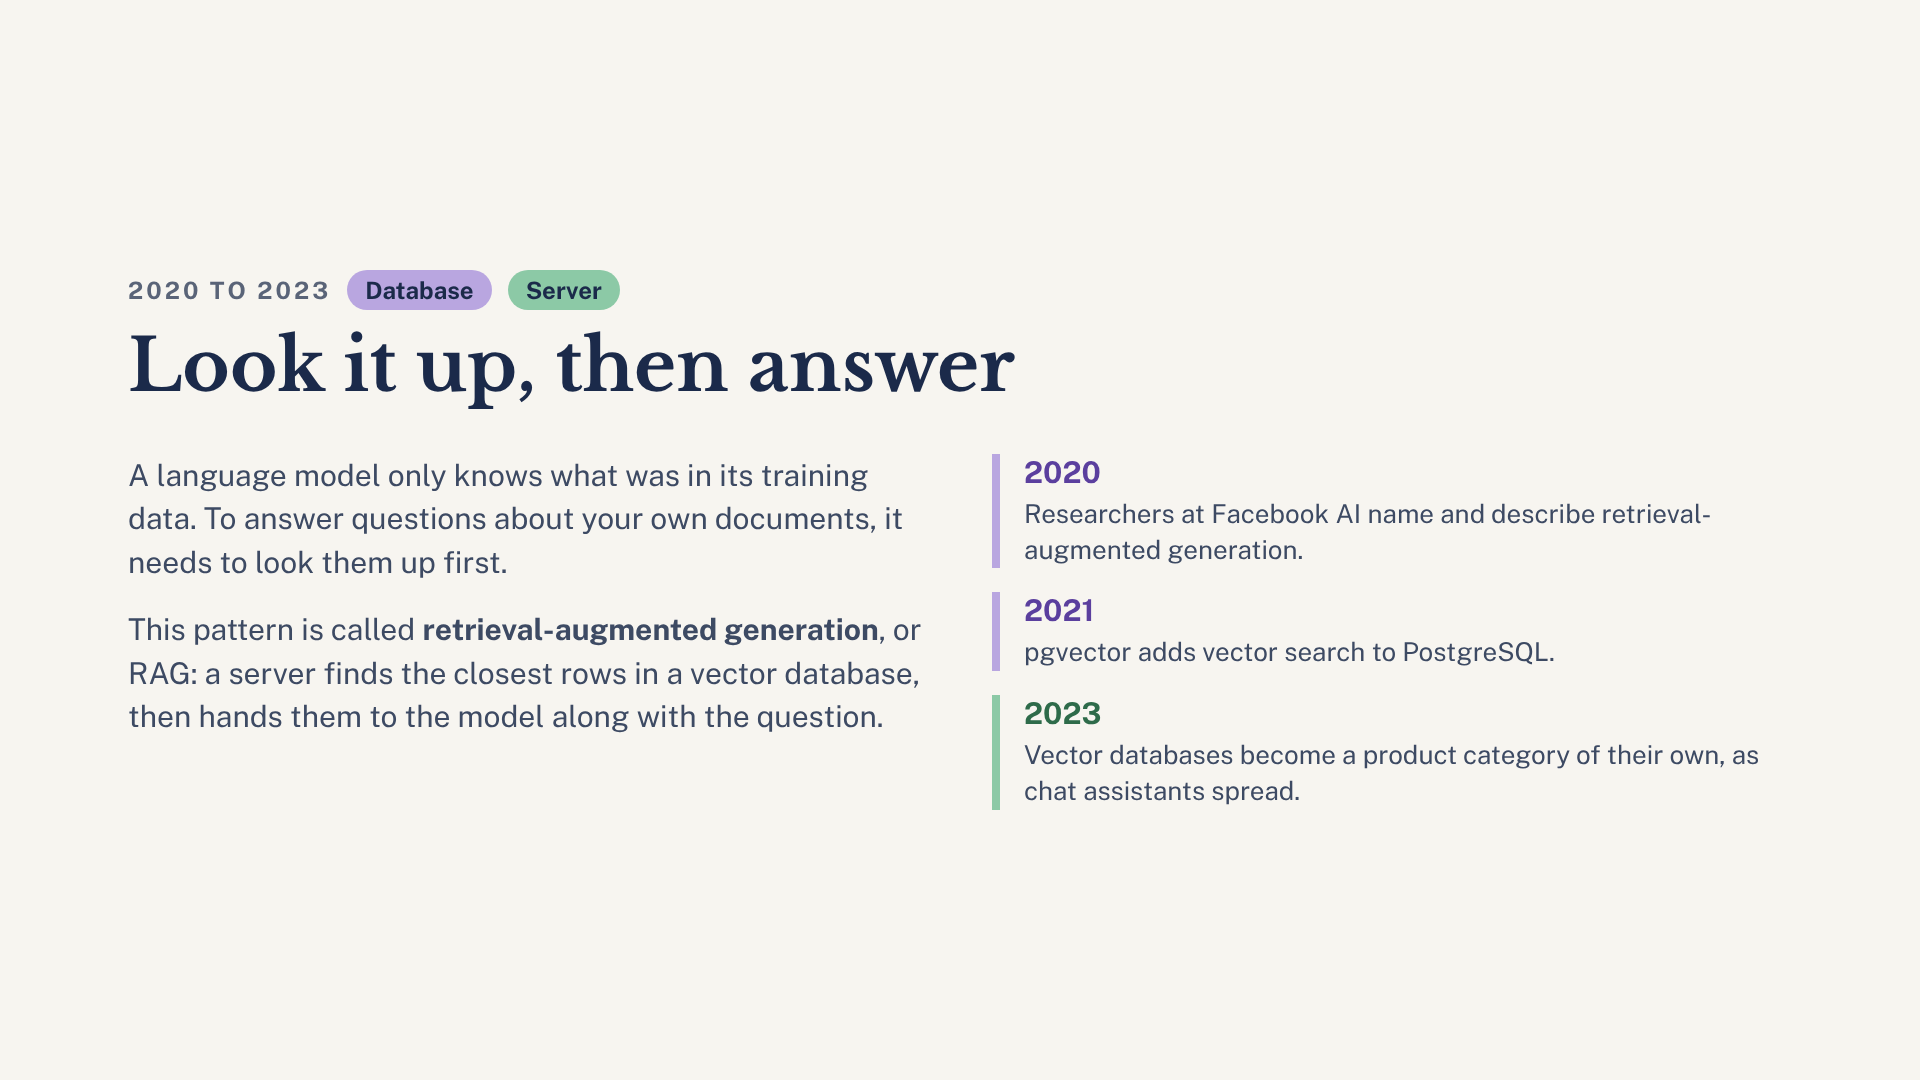 2020 TO 2023 Database Server
Look it up, then answer
A language model only knows what was in its training
data. To answer questions about your own documents, it
needs to look them up first.
This pattern is called retrieval-augmented generation, or
RAG: a server finds the closest rows in a vector database,
then hands them to the model along with the question.
2020
Researchers at Facebook AI name and describe retrieval-
augmented generation.
2021
pgvector adds vector search to PostgreSQL.
2023
Vector databases become a product category of their own, as
chat assistants spread.